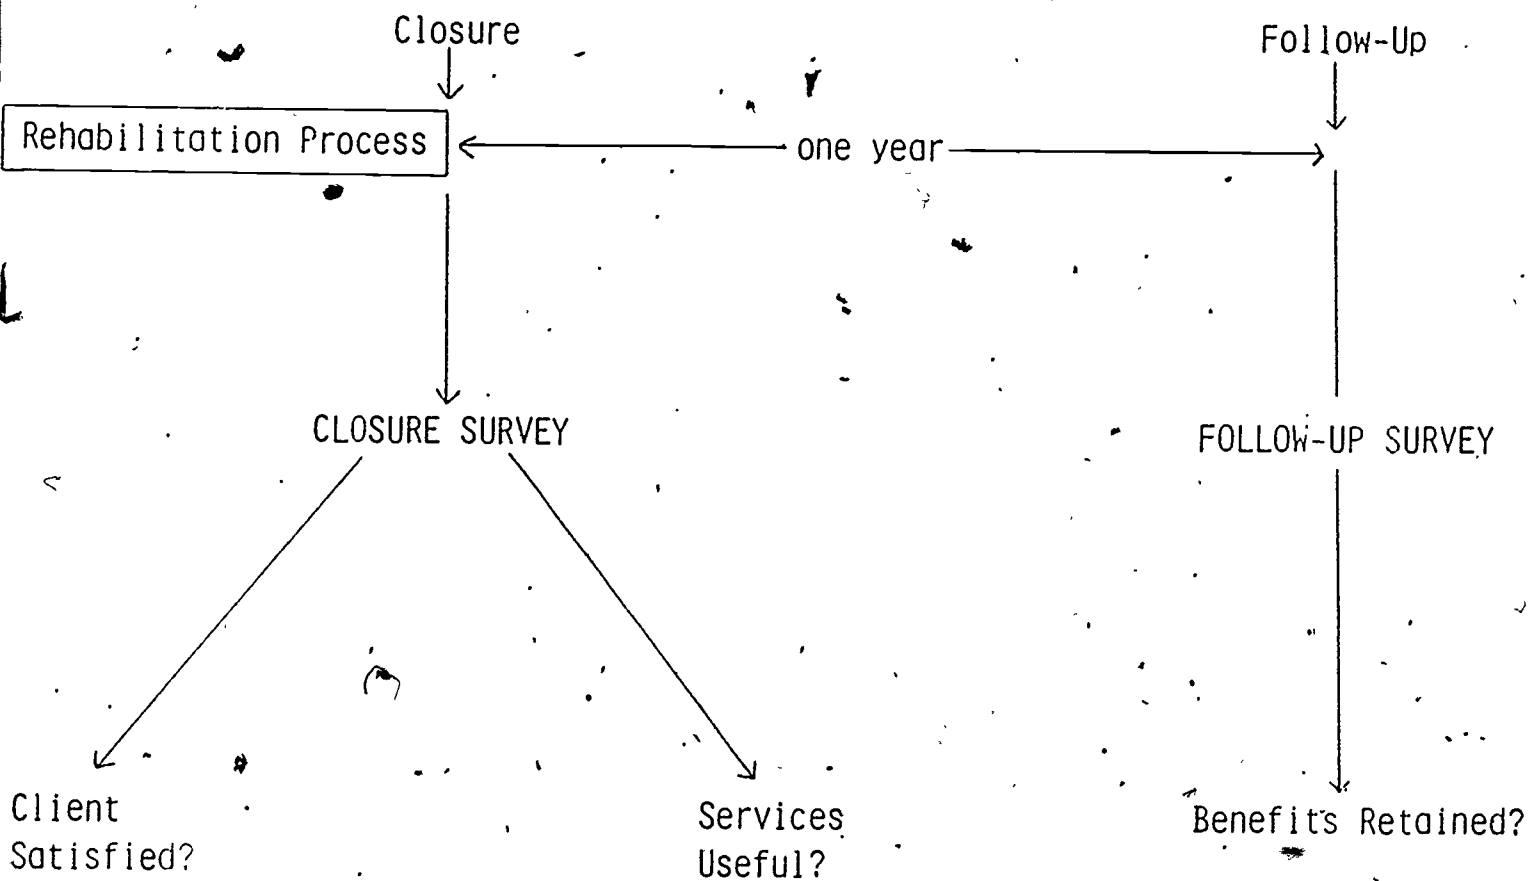 Closure
Follow-Up
Rehabilitation Process
one year
CLOSURE SURVEY
FOLLOW-UP SURVEY
Client
Satisfied?
Services
Useful?
Benefits Retained?